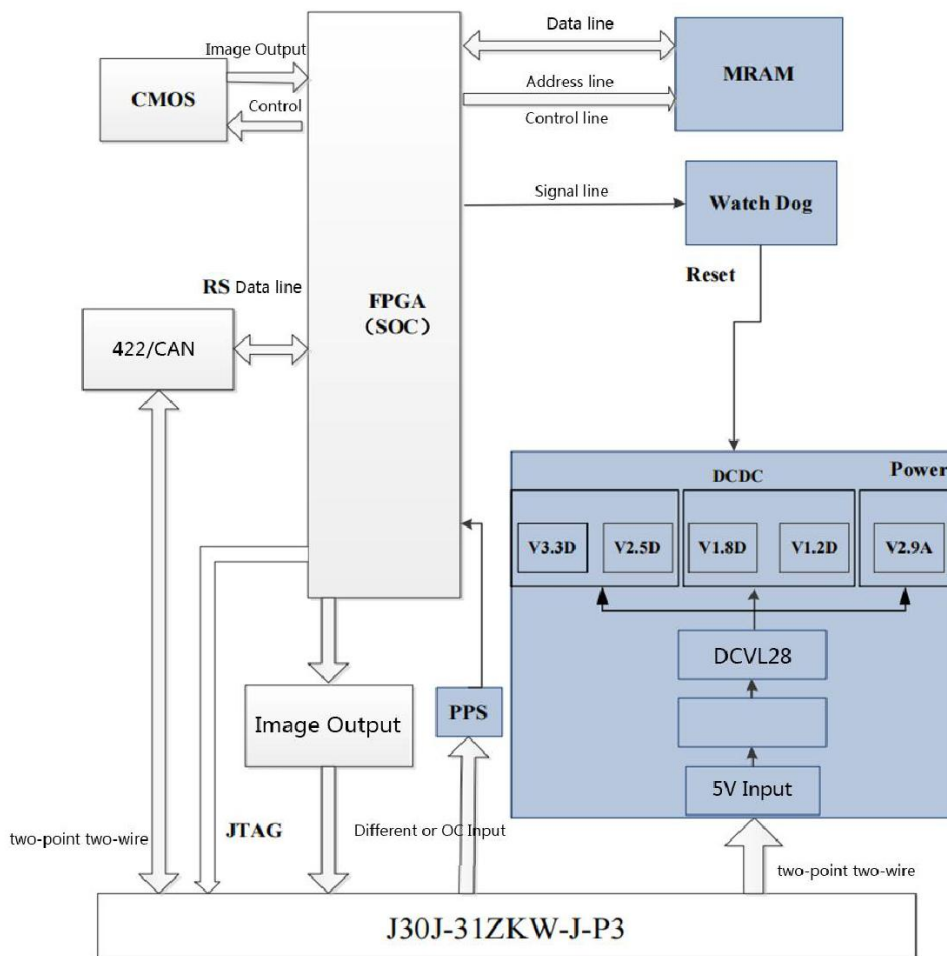 Data line
Image Output
MRAM
CMOS
Address line
Control
Control line
Signal line
Watch Dog
Reset
RS Data line
FPGA
(SOC)
422/CAN
Power
DCDC
V3.3D
V2.5D
V1.8D
V1.2D
V2.9A
DCVL28
Image Output
PPS
5V Input
JTAG
Different or OC Input
two-point two-wire
two-point two-wire
J30J-31ZKW-J-P3